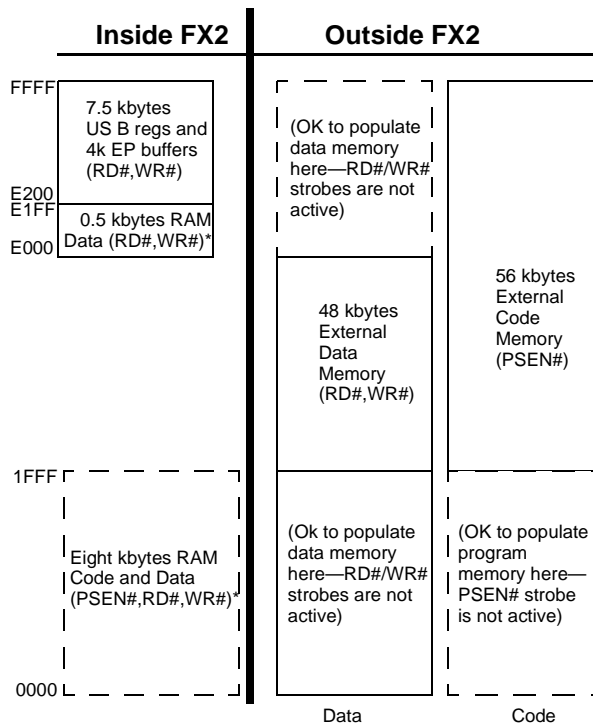 Inside FX2
Outside FX2
FFFF
7.5 kbytes
US B regs and
4k EP buffers
(RD#,WR#)
E200
E1FF
0.5 kbytes RAM
Data (RD#,WR#)*
E000
(OK to populate
data memory
here—RD#/WR#
strobes are not
active)
48 kbytes
External
Data
Memory
(RD#,WR#)
56 kbytes
External
Code
Memory
(PSEN#)
1FFF
Eight kbytes RAM
Code and Data
(PSEN#,RD#,WR#)*
0000
(Ok to populate
data memory
here—RD#/WR#
strobes are not
active)
(OK to populate
program
memory here—
PSEN# strobe
is not active)
Data
Code